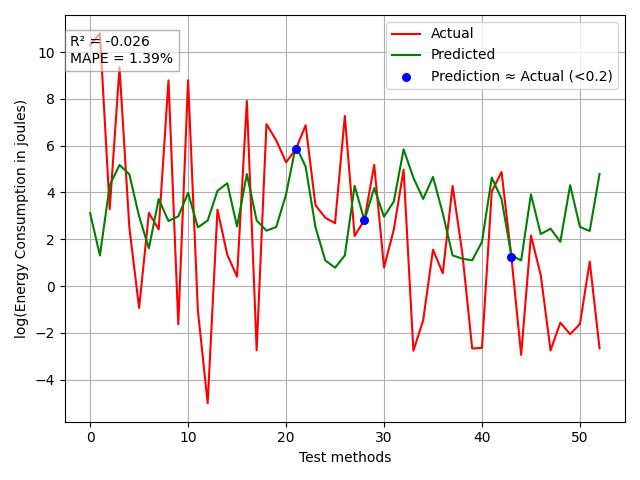 R² = -0.026
MAPE = 1.39%
Actual
Predicted
Prediction ≈ Actual (<0.2)
log(Energy Consumption in joules)
10
8
6
4
2
0
−2
−4
0
10
20
30
40
50
Test methods